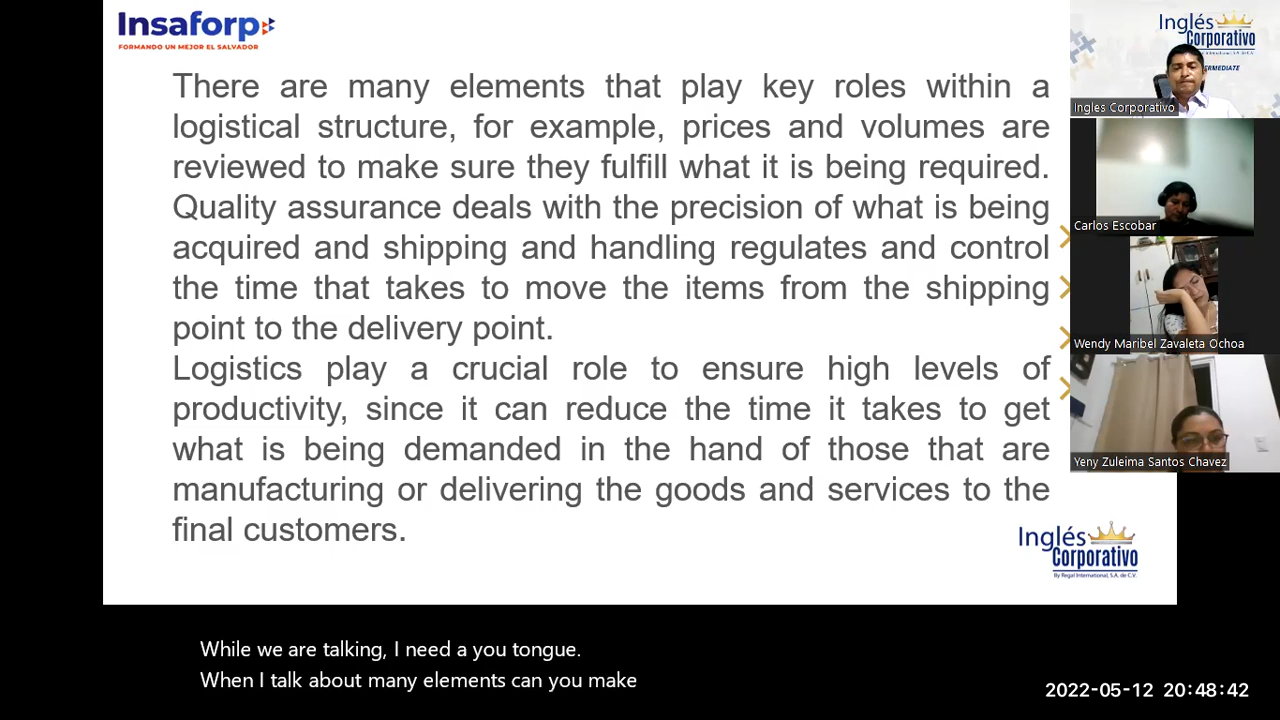 Insaforp
FORMANDO UN MEJOR EL SALVADOR
There are many elements that play key roles within a
logistical structure, for example, prices and volumes are
reviewed to make sure they fulfill what it is being required.
Quality assurance deals with the precision of what is being
acquired and shipping and handling regulates and control
the time that takes to move the items from the shipping
point to the delivery point.
Logistics play a crucial role to ensure high levels of
productivity, since it can reduce the time it takes to get
what is being demanded in the hand of those that are
manufacturing or delivering the goods and services to the
final customers.
Inglés
Corporativo
By Regal International, S.A. de C.V.
Inglés
Corporativo
Ingles Corporativo
Carlos Escobar
Wendy Maribel Zavaleta Ochoa
Yeny Zuleima Santos Chavez
While we are talking, I need a you tongue.
When I talk about many elements can you make
2022-05-12 20:48:42